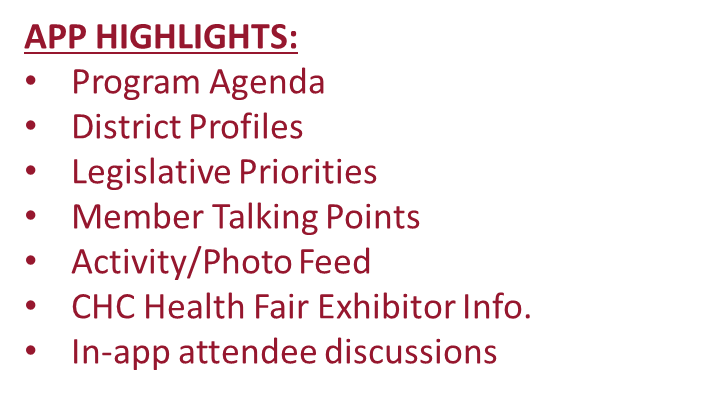 APP HIGHLIGHTS:
• Program Agenda
• District Profiles
• Legislative Priorities
• Member Talking Points
• Activity/Photo Feed
• CHC Health Fair Exhibitor Info.
• In-app attendee discussions